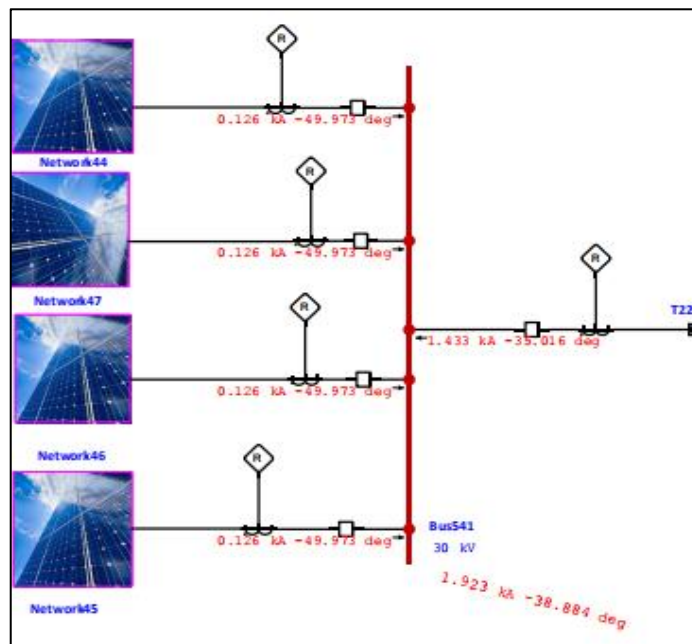 R
0.126 kA -49.973 deg
Network44
R
0.126 kA -49.973 deg
Network47
R
T22
1.433 kA -35.016 deg
R
0.126 kA -49.973 deg
Network46
R
0.126 kA -49.973 deg
Bus541
30 kV
1.923 kA -38.884 deg
Network45